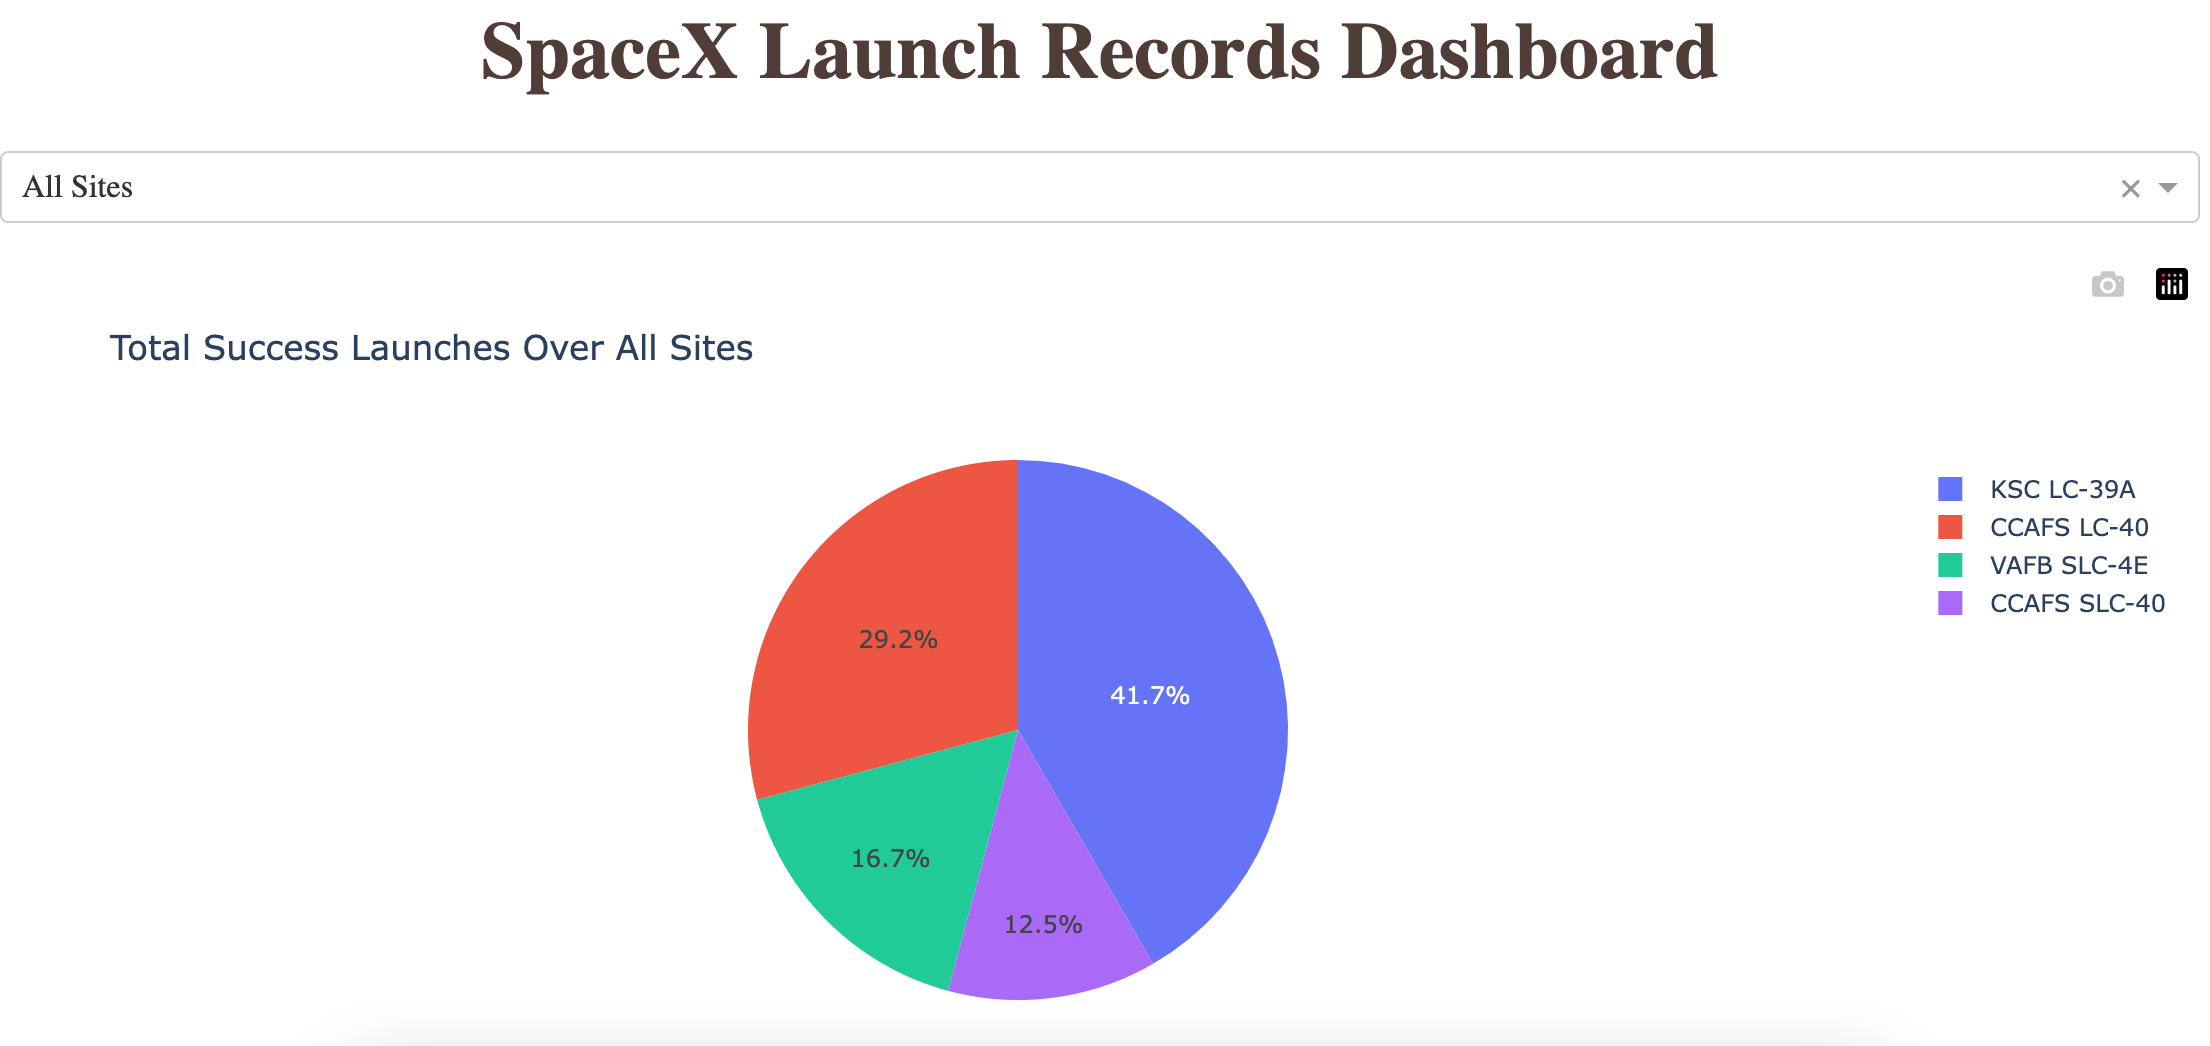 SpaceX Launch Records Dashboard
All Sites
Total Success Launches Over All Sites
KSC LC-39A
CCAFS LC-40
VAFB SLC-4E
CCAFS SLC-40
29.2%
41.7%
16.7%
12.5%